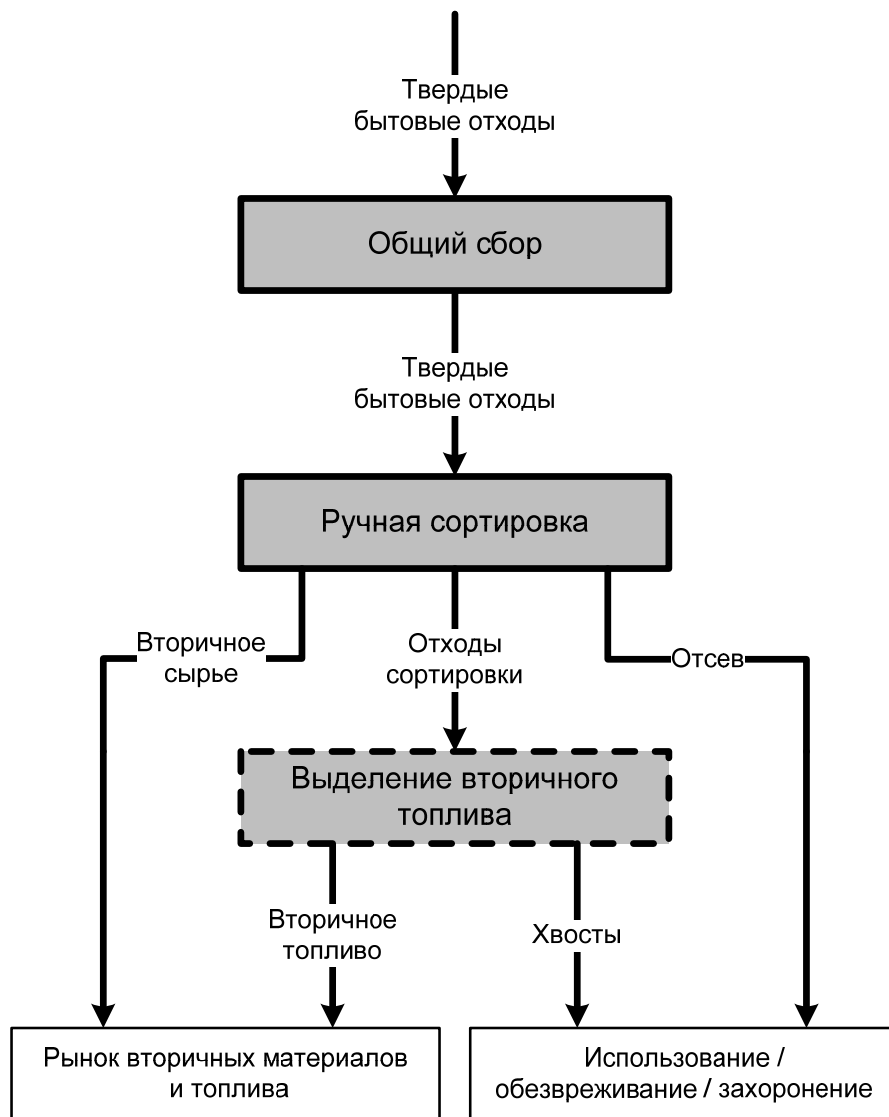 Твердые
бытовые отходы
Общий сбор
Твердые
бытовые отходы
Ручная сортировка
Вторичное
сырье
Отходы
сортировки
Отсев
Выделение вторичного
топлива
Вторичное
топливо
Хвосты
Рынок вторичных материалов
и топлива
Использование /
обезвреживание / захоронение